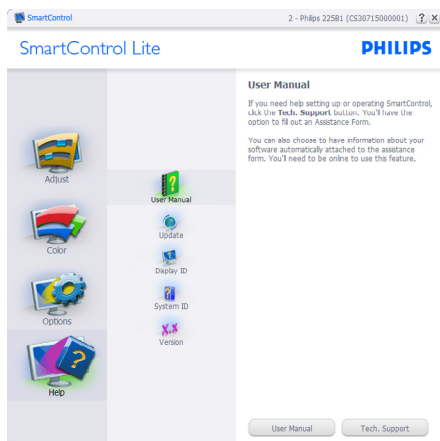 SmartControl
2 - Philips 225B1 (CS30715000001)
SmartControl Lite
PHILIPS
Adjust
Color
Options
Help
User Manual
Update
Display ID
System ID
Version
User Manual
If you need help setting up or operating SmartControl,
click the Tech. Support button. You'll have the
option to fill out an Assistance Form.
You can also choose to have information about your
software automatically attached to the assistance
form. You'll need to be online to use this feature.
User Manual
Tech. Support